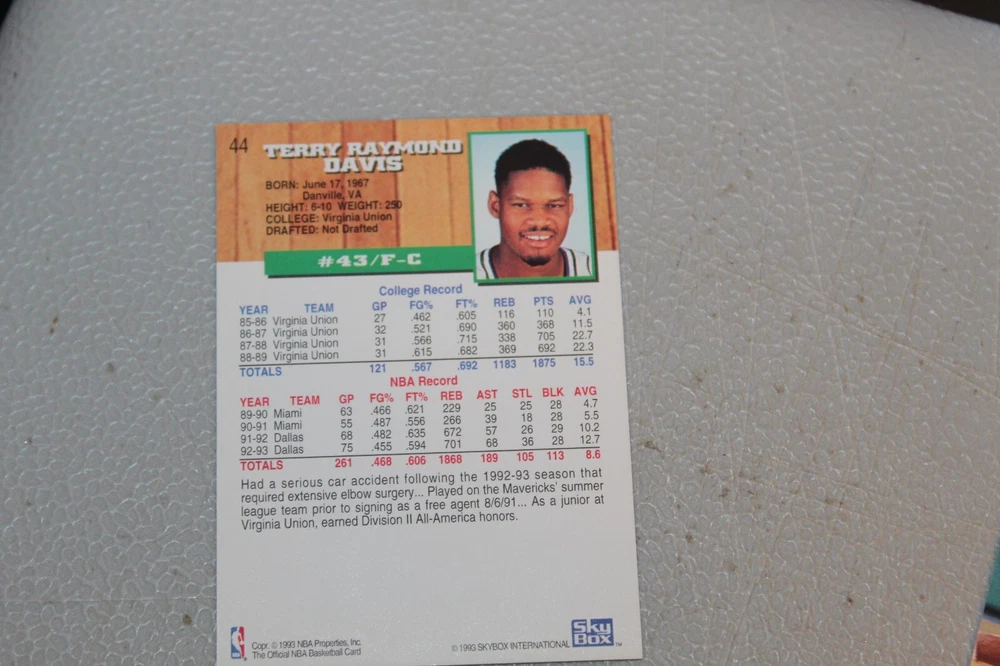 44
TERRY RAYMOND
DAVIS
BORN: June 17, 1967
Danville, VA
HEIGHT: 6-10 WEIGHT: 250
COLLEGE: Virginia Union
DRAFTED: Not Drafted
#43/F-C
College Record
YEAR TEAM GP FG% FT% REB PTS AVG
85-86 Virginia Union 27 .462 .605 116 110 4.1
86-87 Virginia Union 32 .521 .690 360 368 11.5
87-88 Virginia Union 31 .566 .715 338 705 22.7
88-89 Virginia Union 31 .615 .682 369 692 22.3
TOTALS 121 .567 .692 1183 1875 15.5
NBA Record
YEAR TEAM GP FG% FT% REB AST STL BLK AVG
89-90 Miami 63 .466 .621 229 25 25 28 4.7
90-91 Miami 55 .487 .556 266 39 18 28 5.5
91-92 Dallas 68 .482 .635 672 57 26 29 10.2
92-93 Dallas 75 .455 .594 701 68 36 28 12.7
TOTALS 261 .468 .606 1868 189 105 113 8.6
Had a serious car accident following the 1992-93 season that
required extensive elbow surgery... Played on the Mavericks' summer
league team prior to signing as a free agent 8/6/91... As a junior at
Virginia Union, earned Division II All-America honors.
Copr. © 1993 NBA Properties, Inc.
The Official NBA Basketball Card
© 1993 SKYBOX INTERNATIONAL
Sky
Box TM